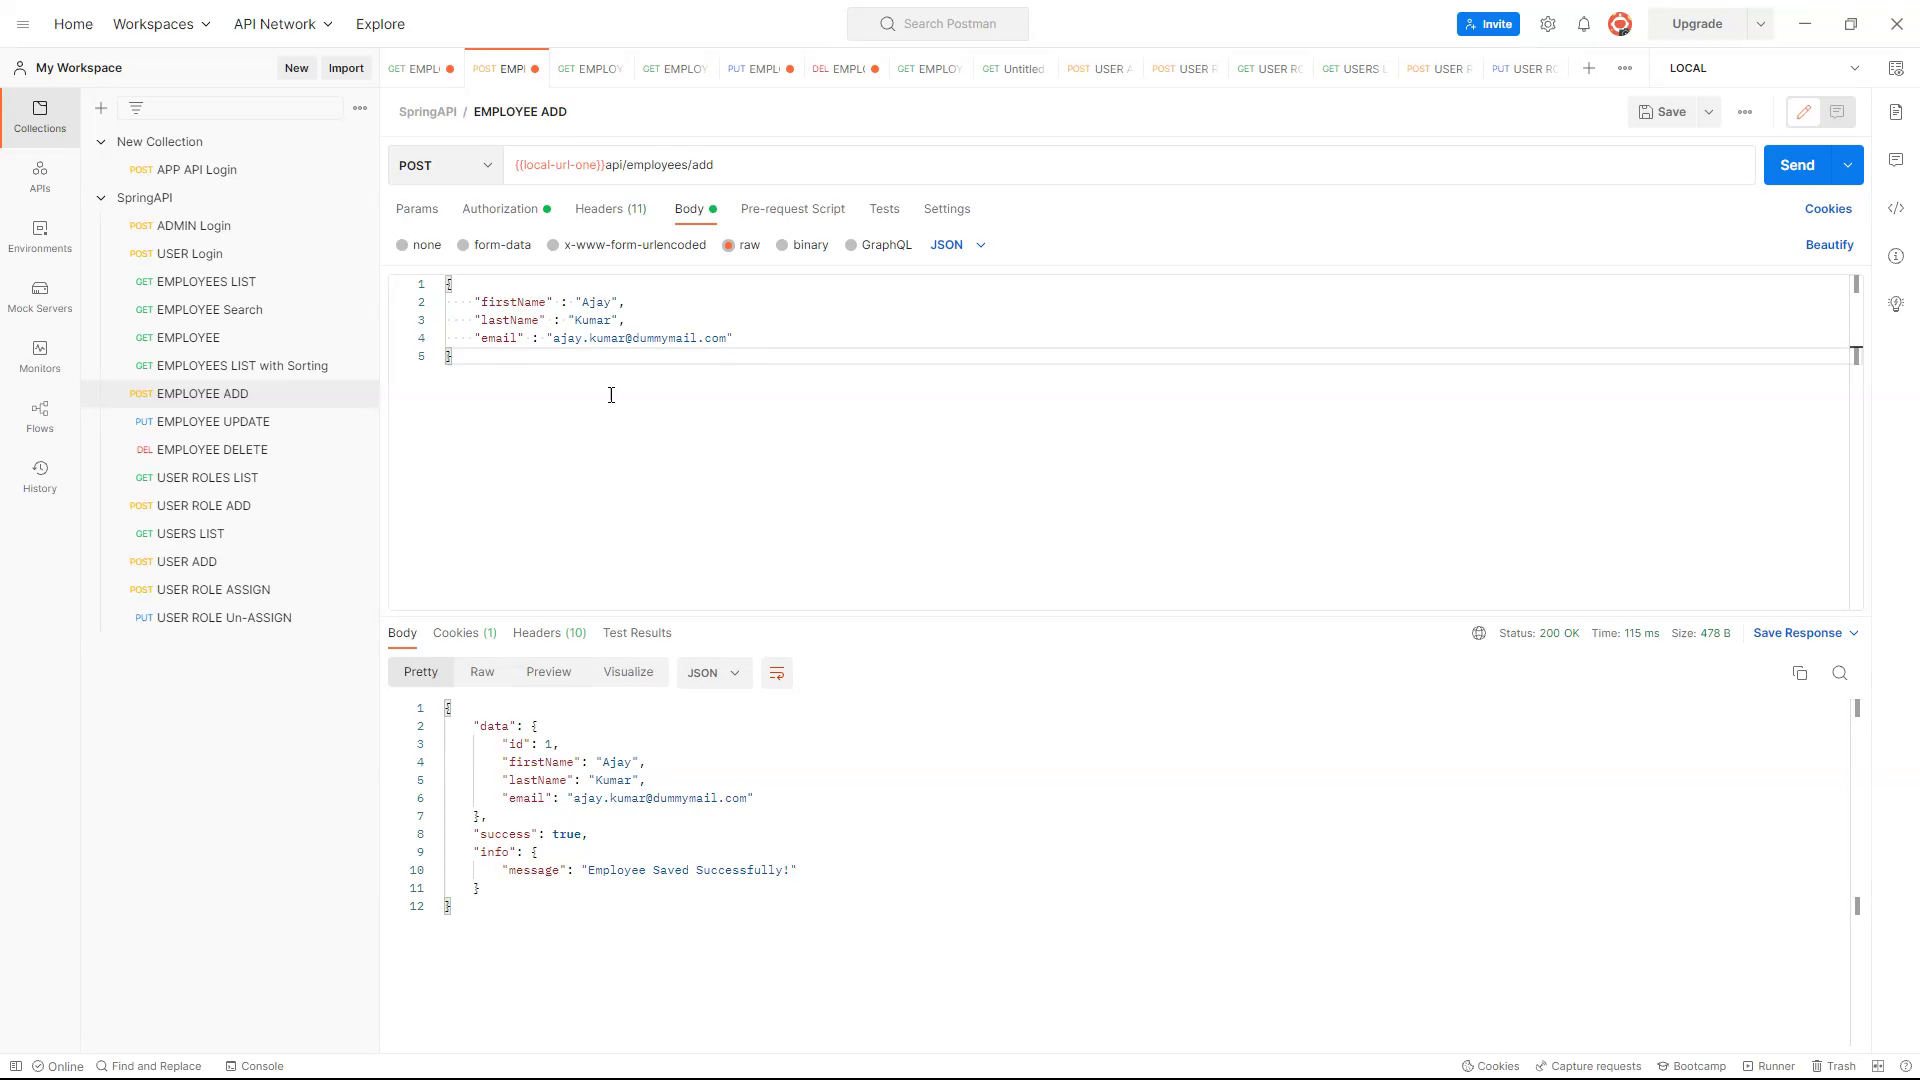 Home Workspaces API Network Explore Search Postman Invite Upgrade
My Workspace New Import
GET EMPL POST EMPI GET EMPLOY GET EMPLOY PUT EMPL DEL EMPL GET EMPLOY GET Untitled POST USER A POST USER F GET USER RO GET USERS L POST USER R PUT USER RO LOCAL
Collections
APIs
Environments
Mock Servers
Monitors
Flows
History
New Collection
POST APP API Login
SpringAPI
POST ADMIN Login
POST USER Login
GET EMPLOYEES LIST
GET EMPLOYEE Search
GET EMPLOYEE
GET EMPLOYEES LIST with Sorting
POST EMPLOYEE ADD
PUT EMPLOYEE UPDATE
DEL EMPLOYEE DELETE
GET USER ROLES LIST
POST USER ROLE ADD
GET USERS LIST
POST USER ADD
POST USER ROLE ASSIGN
PUT USER ROLE Un-ASSIGN
SpringAPI / EMPLOYEE ADD Save
POST {{local-url-one}}api/employees/add Send
Params Authorization Headers (11) Body Pre-request Script Tests Settings Cookies
none form-data x-www-form-urlencoded raw binary GraphQL JSON Beautify
1 {
2 ····"firstName"·:·"Ajay",
3 ····"lastName"·:·"Kumar",
4 ····"email"·:·"ajay.kumar@dummymail.com"
5 }
Body Cookies (1) Headers (10) Test Results Status: 200 OK Time: 115 ms Size: 478 B Save Response
Pretty Raw Preview Visualize JSON
1 {
2 "data": {
3 "id": 1,
4 "firstName": "Ajay",
5 "lastName": "Kumar",
6 "email": "ajay.kumar@dummymail.com"
7 },
8 "success": true,
9 "info": {
10 "message": "Employee Saved Successfully!"
11 }
12 }
Online Find and Replace Console Cookies Capture requests Bootcamp Runner Trash